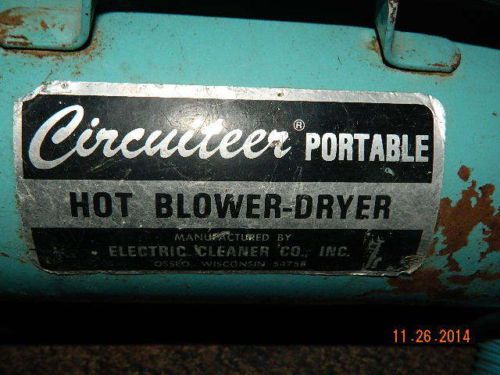 Circuiteer® PORTABLE
HOT BLOWER-DRYER
MANUFACTURED BY
ELECTRIC CLEANER CO., INC.
OSSEO, WISCONSIN 54758
11.26.2014